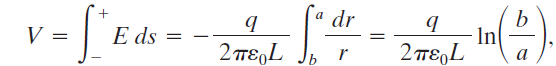 V = ∫₋⁺ E ds = − q/(2πε₀L) ∫_b^a dr/r = q/(2πε₀L) ln(b/a),